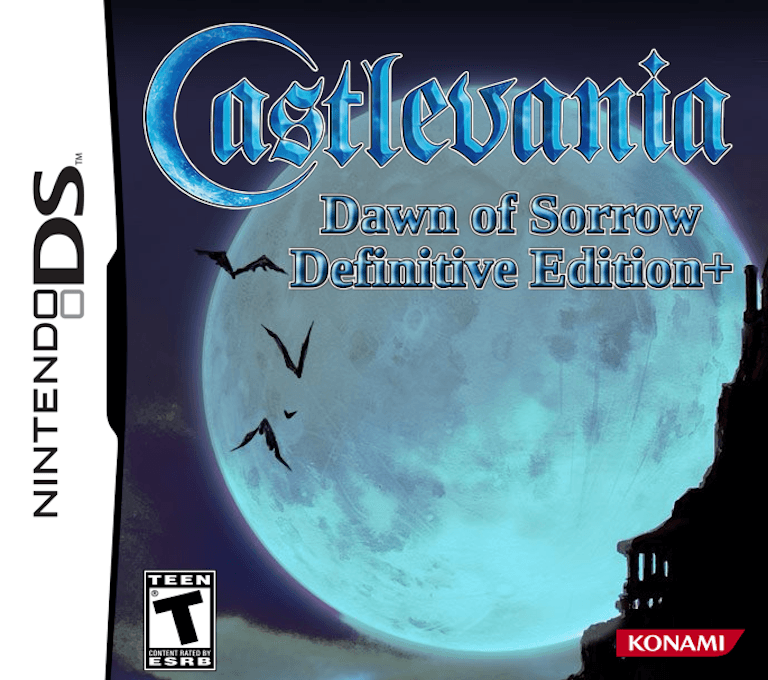 NINTENDO DS™
Castlevania
Dawn of Sorrow
Definitive Edition+
TEEN
®
T
CONTENT RATED BY
ESRB
KONAMI